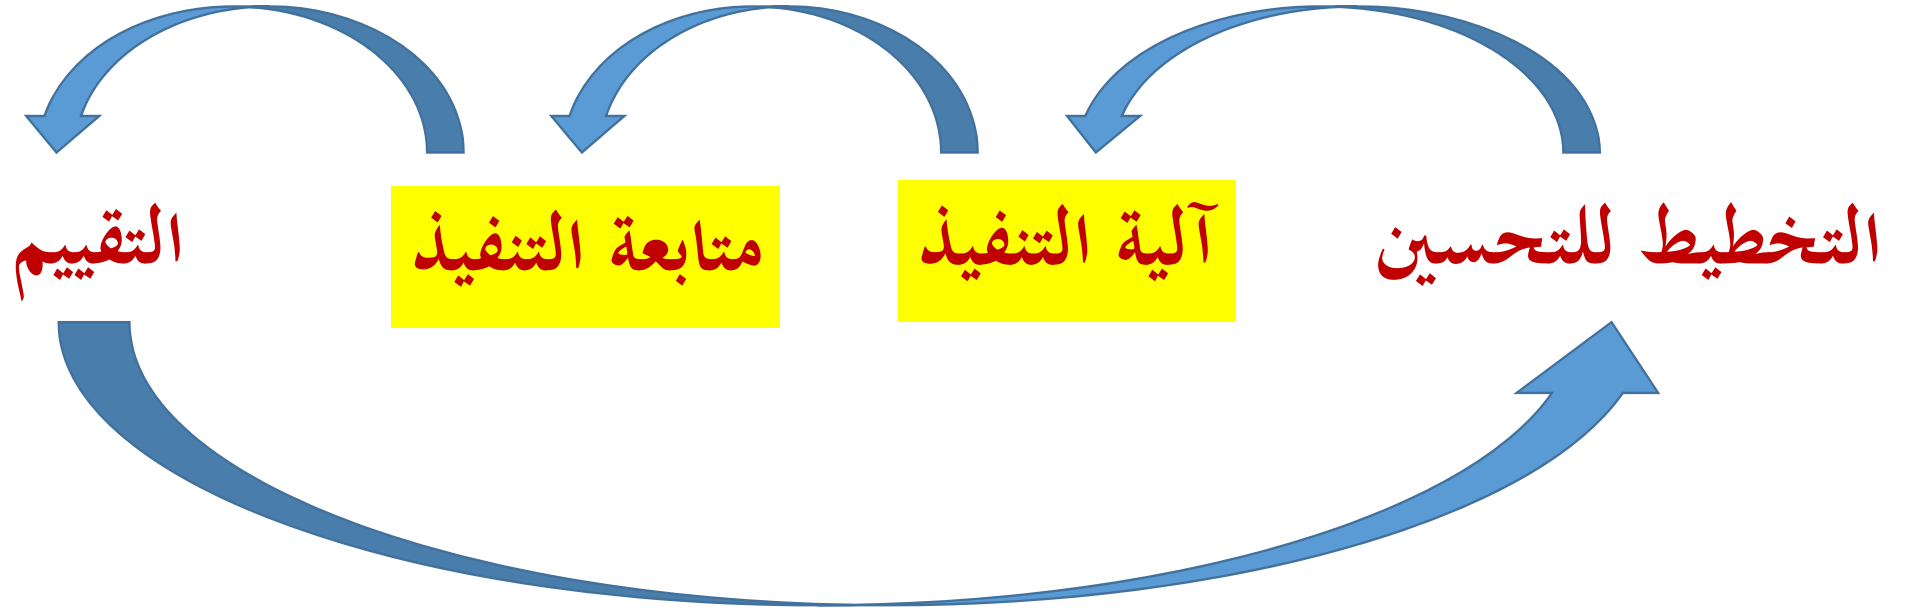 التخطيط للتحسين
آلية التنفيذ
متابعة التنفيذ
التقييم